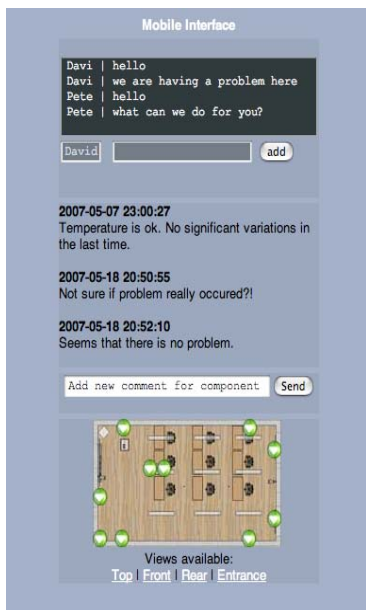 Mobile Interface
Davi | hello
Davi | we are having a problem here
Pete | hello
Pete | what can we do for you?
David
add
2007-05-07 23:00:27
Temperature is ok. No significant variations in
the last time.
2007-05-18 20:50:55
Not sure if problem really occured?!
2007-05-18 20:52:10
Seems that there is no problem.
Add new comment for component
Send
Views available:
Top | Front | Rear | Entrance